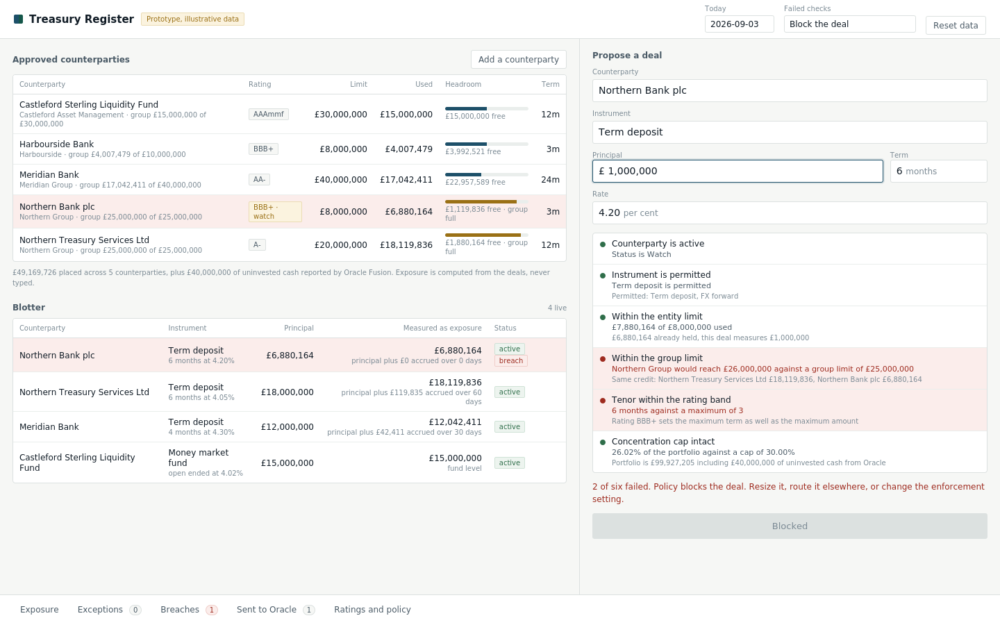 Treasury Register
Prototype, illustrative data
Today
2026-09-03
Failed checks
Block the deal
Reset data
Approved counterparties
Add a counterparty
Counterparty Rating Limit Used Headroom Term
Castleford Sterling Liquidity Fund
Castleford Asset Management · group £15,000,000 of
£30,000,000
AAAmmf
£30,000,000
£15,000,000
£15,000,000 free
12m
Harbourside Bank
Harbourside · group £4,007,479 of £10,000,000
BBB+
£8,000,000
£4,007,479
£3,992,521 free
3m
Meridian Bank
Meridian Group · group £17,042,411 of £40,000,000
AA-
£40,000,000
£17,042,411
£22,957,589 free
24m
Northern Bank plc
Northern Group · group £25,000,000 of £25,000,000
BBB+ ·
watch
£8,000,000
£6,880,164
£1,119,836 free · group
full
3m
Northern Treasury Services Ltd
Northern Group · group £25,000,000 of £25,000,000
A-
£20,000,000
£18,119,836
£1,880,164 free · group
full
12m
£49,169,726 placed across 5 counterparties, plus £40,000,000 of uninvested cash reported by Oracle Fusion. Exposure is computed from the deals, never
typed.
Blotter
4 live
Counterparty Instrument Principal Measured as exposure Status
Northern Bank plc
Term deposit
6 months at 4.20%
£6,880,164
£6,880,164
principal plus £0 accrued over 0 days
active
breach
Northern Treasury Services Ltd
Term deposit
6 months at 4.05%
£18,000,000
£18,119,836
principal plus £119,835 accrued over 60
days
active
Meridian Bank
Term deposit
4 months at 4.30%
£12,000,000
£12,042,411
principal plus £42,411 accrued over 30 days
active
Castleford Sterling Liquidity
Fund
Money market
fund
open ended at 4.02%
£15,000,000
£15,000,000
fund level
active
Propose a deal
Counterparty
Northern Bank plc
Instrument
Term deposit
Principal
£ 1,000,000
Term
6 months
Rate
4.20 per cent
Counterparty is active
Status is Watch
Instrument is permitted
Term deposit is permitted
Permitted: Term deposit, FX forward
Within the entity limit
£7,880,164 of £8,000,000 used
£6,880,164 already held, this deal measures £1,000,000
Within the group limit
Northern Group would reach £26,000,000 against a group limit of £25,000,000
Same credit: Northern Treasury Services Ltd £18,119,836, Northern Bank plc £6,880,164
Tenor within the rating band
6 months against a maximum of 3
Rating BBB+ sets the maximum term as well as the maximum amount
Concentration cap intact
26.02% of the portfolio against a cap of 30.00%
Portfolio is £99,927,205 including £40,000,000 of uninvested cash from Oracle
2 of six failed. Policy blocks the deal. Resize it, route it elsewhere, or change the enforcement
setting.
Blocked
Exposure Exceptions 0 Breaches 1 Sent to Oracle 1 Ratings and policy